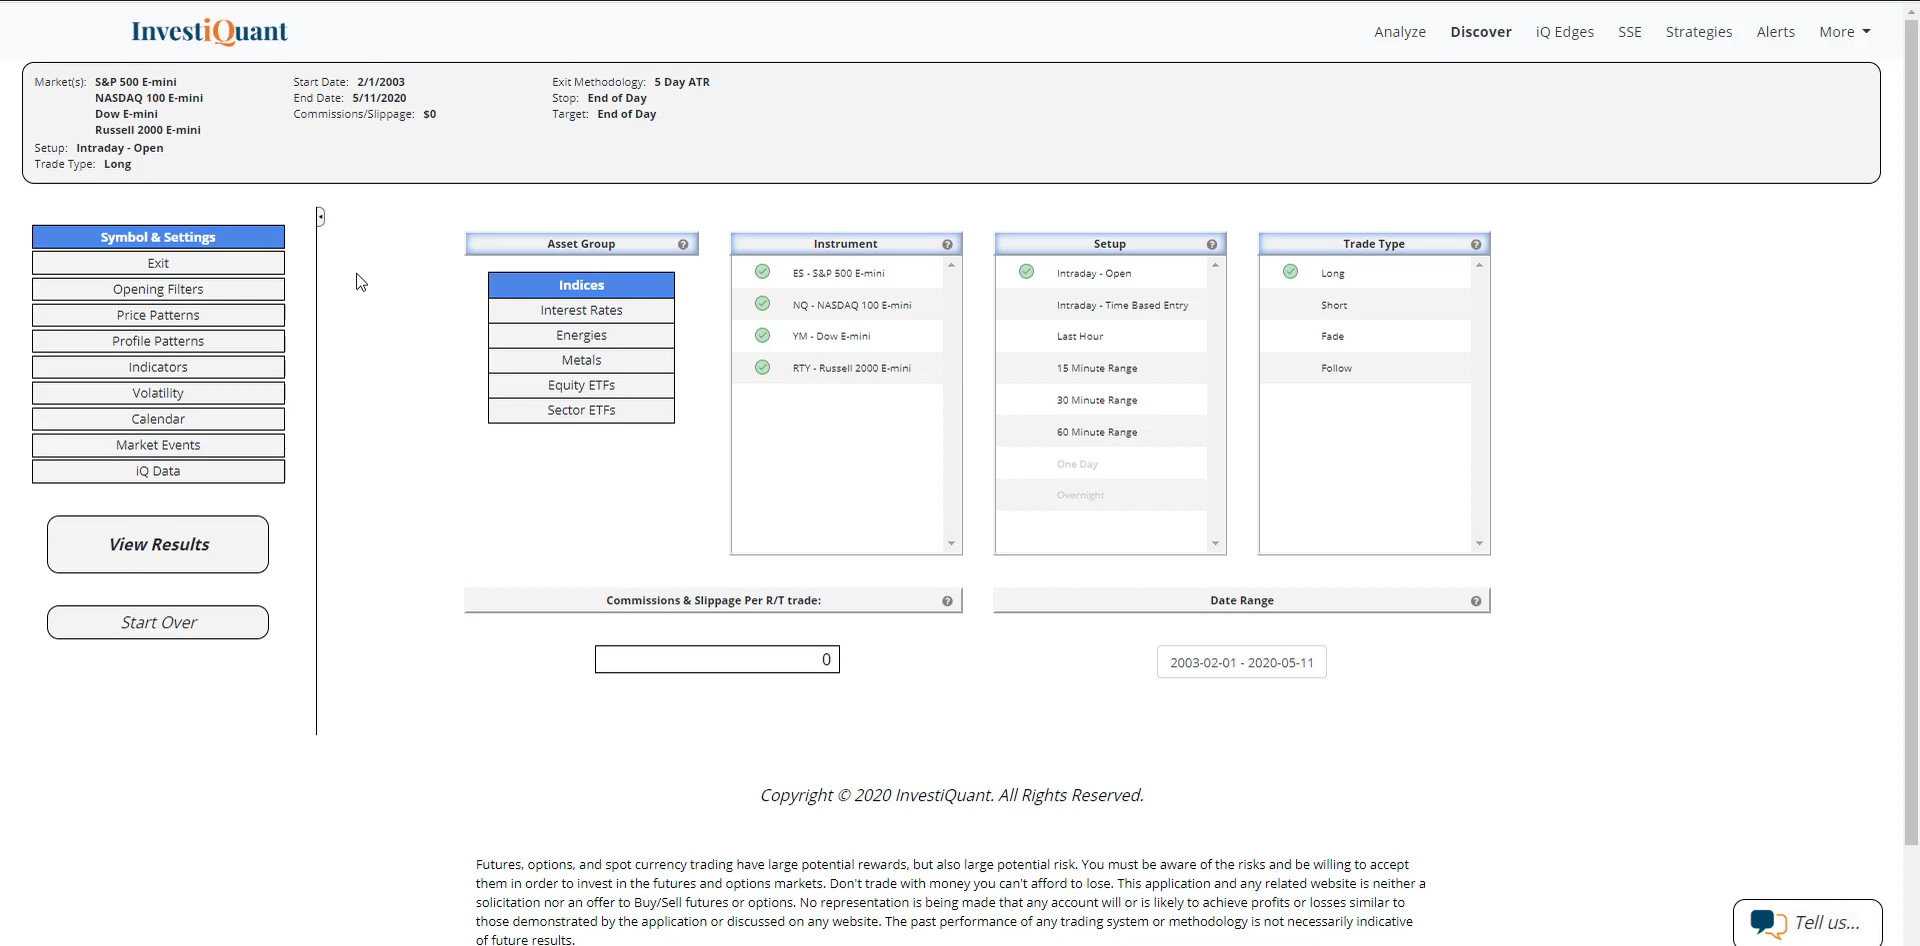 InvestiQuant
Analyze Discover iQ Edges SSE Strategies Alerts More
Market(s): S&P 500 E-mini
NASDAQ 100 E-mini
Dow E-mini
Russell 2000 E-mini
Setup: Intraday - Open
Trade Type: Long
Start Date: 2/1/2003
End Date: 5/11/2020
Commissions/Slippage: $0
Exit Methodology: 5 Day ATR
Stop: End of Day
Target: End of Day
Symbol & Settings
Exit
Opening Filters
Price Patterns
Profile Patterns
Indicators
Volatility
Calendar
Market Events
iQ Data
View Results
Start Over
Asset Group ?
Indices
Interest Rates
Energies
Metals
Equity ETFs
Sector ETFs
Instrument ?
ES - S&P 500 E-mini
NQ - NASDAQ 100 E-mini
YM - Dow E-mini
RTY - Russell 2000 E-mini
Setup ?
Intraday - Open
Intraday - Time Based Entry
Last Hour
15 Minute Range
30 Minute Range
60 Minute Range
One Day
Overnight
Trade Type ?
Long
Short
Fade
Follow
Commissions & Slippage Per R/T trade: ?
0
Date Range ?
2003-02-01 - 2020-05-11
Copyright © 2020 InvestiQuant. All Rights Reserved.
Futures, options, and spot currency trading have large potential rewards, but also large potential risk. You must be aware of the risks and be willing to accept
them in order to invest in the futures and options markets. Don't trade with money you can't afford to lose. This application and any related website is neither a
solicitation nor an offer to Buy/Sell futures or options. No representation is being made that any account will or is likely to achieve profits or losses similar to
those demonstrated by the application or discussed on any website. The past performance of any trading system or methodology is not necessarily indicative
of future results.
Tell us...